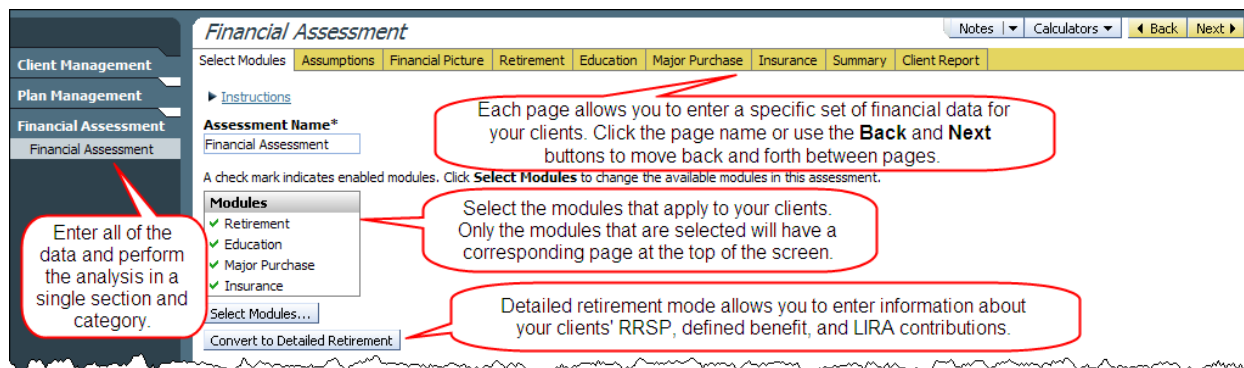 Financial Assessment
Notes
Calculators
Back
Next
Select Modules Assumptions Financial Picture Retirement Education Major Purchase Insurance Summary Client Report
Client Management
Plan Management
Financial Assessment
Financial Assessment
Instructions
Assessment Name*
Financial Assessment
A check mark indicates enabled modules. Click Select Modules to change the available modules in this assessment.
Modules
Retirement
Education
Major Purchase
Insurance
Select Modules...
Convert to Detailed Retirement
Each page allows you to enter a specific set of financial data for
your clients. Click the page name or use the Back and Next
buttons to move back and forth between pages.
Select the modules that apply to your clients.
Only the modules that are selected will have a
corresponding page at the top of the screen.
Detailed retirement mode allows you to enter information about
your clients' RRSP, defined benefit, and LIRA contributions.
Enter all of the
data and perform
the analysis in a
single section and
category.